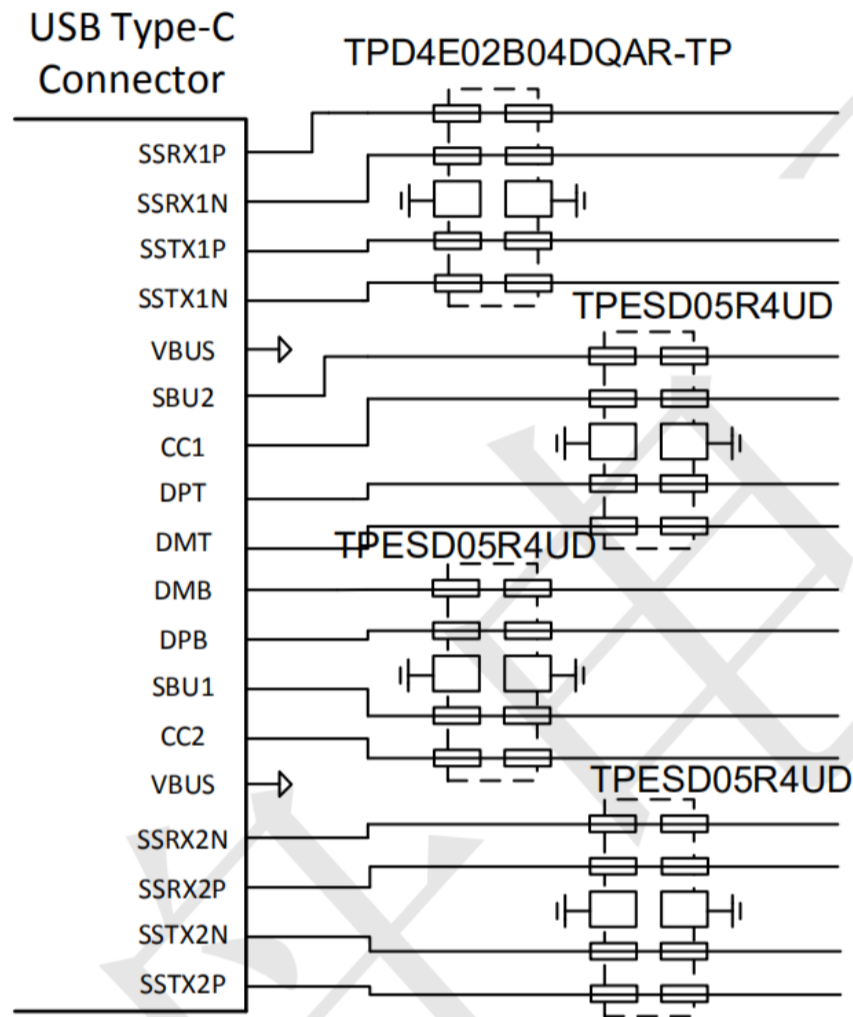 USB Type-C
Connector
TPD4E02B04DQAR-TP
SSRX1P
SSRX1N
SSTX1P
SSTX1N
TPESD05R4UD
VBUS
SBU2
CC1
DPT
DMT
TPESD05R4UD
DMB
DPB
SBU1
CC2
VBUS
TPESD05R4UD
SSRX2N
SSRX2P
SSTX2N
SSTX2P